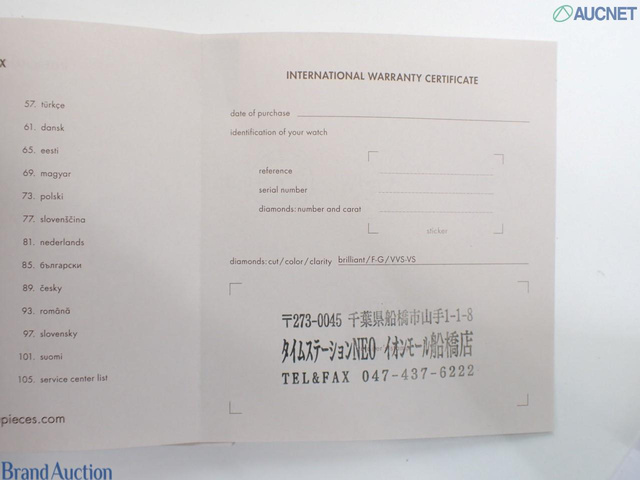 AUCNET
x
57. türkçe
61. dansk
65. eesti
69. magyar
73. polski
77. slovenščina
81. nederlands
85. български
89. česky
93. română
97. slovensky
101. suomi
105. service center list
pieces.com
INTERNATIONAL WARRANTY CERTIFICATE
date of purchase
identification of your watch
reference
serial number
diamonds: number and carat
sticker
diamonds: cut / color / clarity brilliant / F-G / VVS-VS
〒273-0045 千葉県船橋市山手1-1-8
タイムステーションNEO イオンモール船橋店
TEL&FAX 047-437-6222
Brand Auction